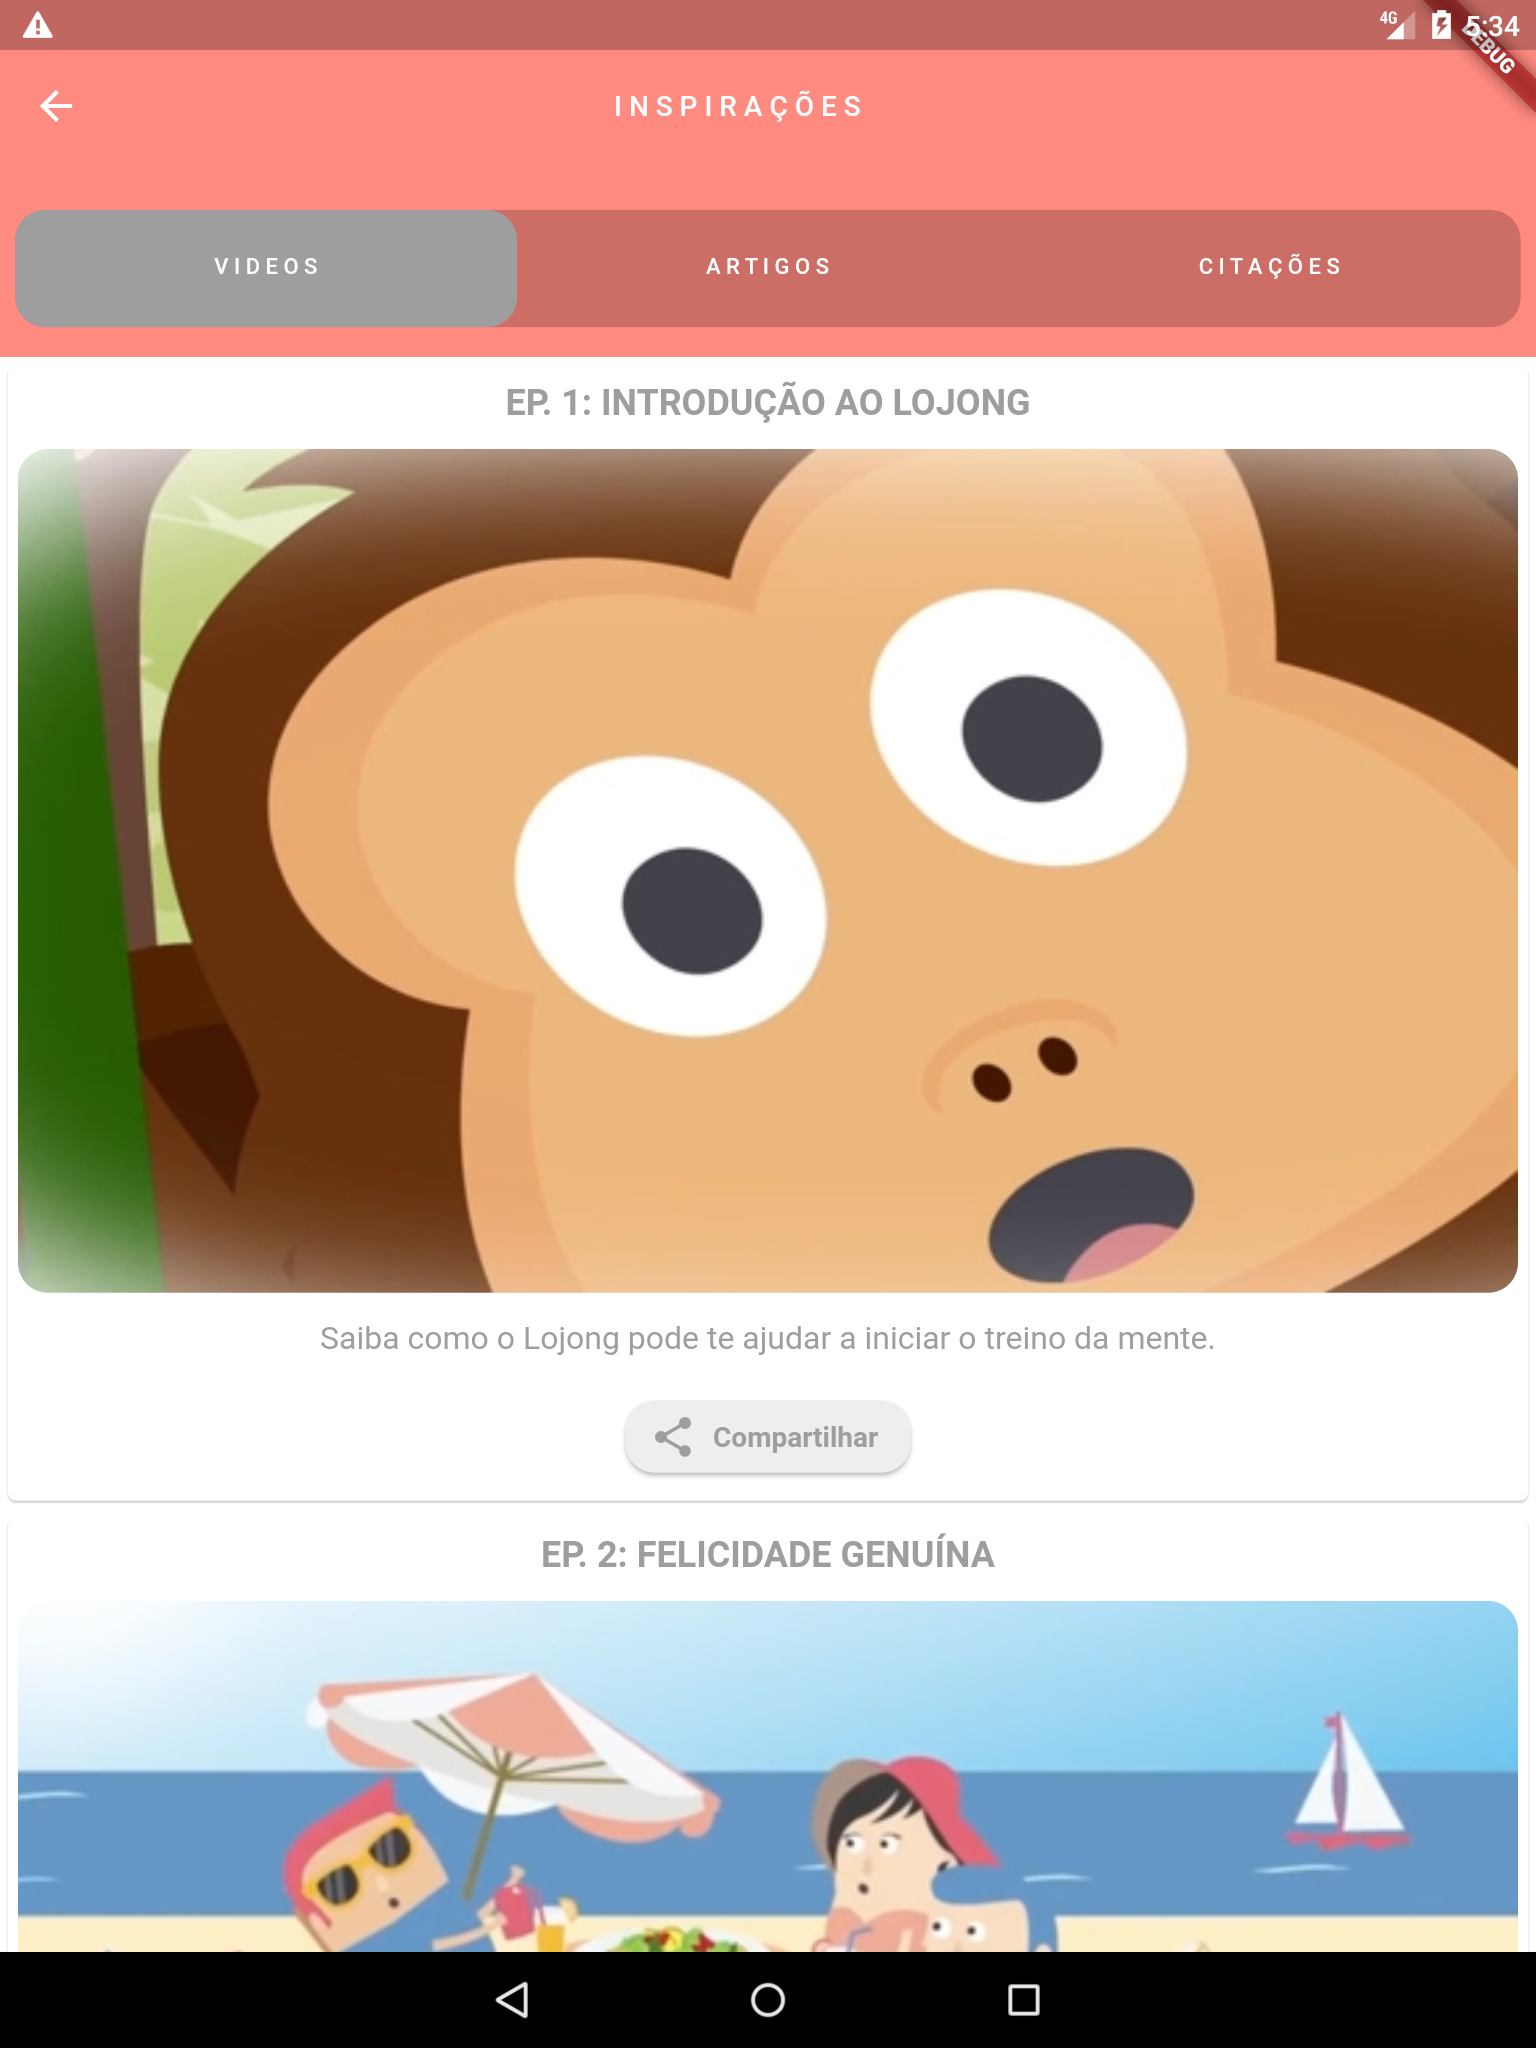 4G 5:34
DEBUG
INSPIRAÇÕES
VIDEOS ARTIGOS CITAÇÕES
EP. 1: INTRODUÇÃO AO LOJONG
Saiba como o Lojong pode te ajudar a iniciar o treino da mente.
Compartilhar
EP. 2: FELICIDADE GENUÍNA